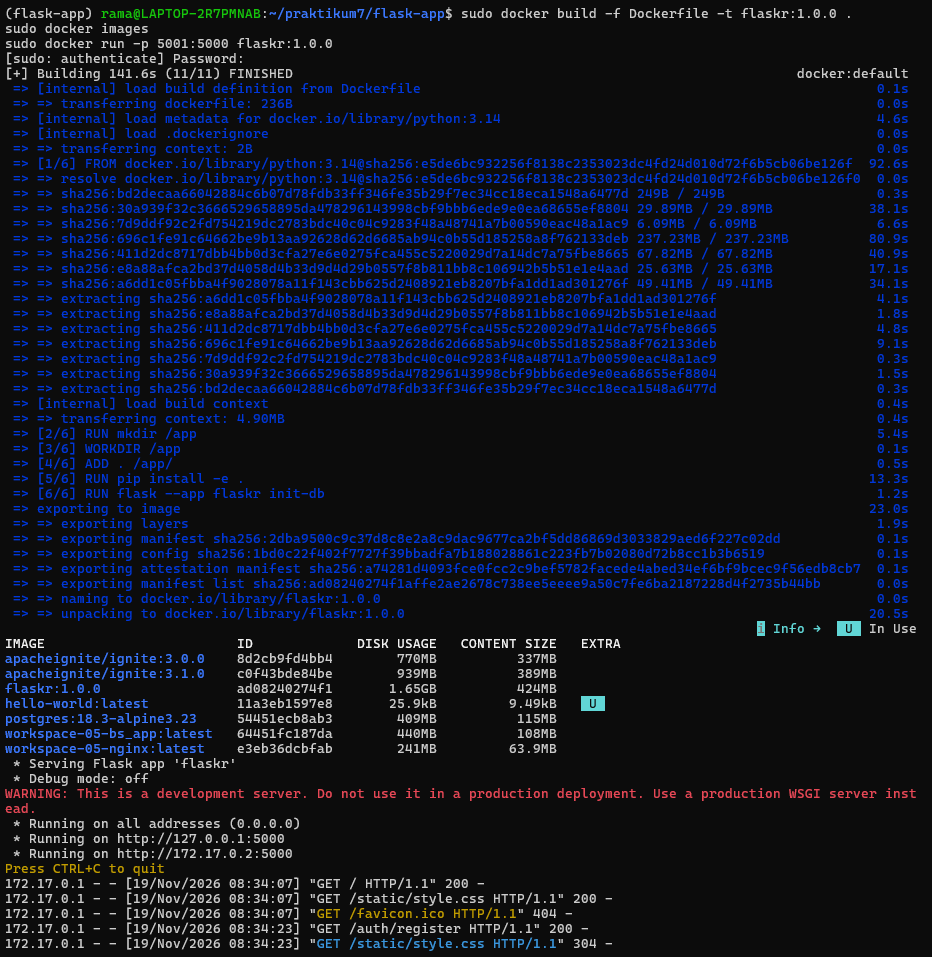 (flask-app) rama@LAPTOP-2R7PMNAB:~/praktikum7/flask-app$ sudo docker build -f Dockerfile -t flaskr:1.0.0 .
sudo docker images
sudo docker run -p 5001:5000 flaskr:1.0.0
[sudo: authenticate] Password:
[+] Building 141.6s (11/11) FINISHED docker:default
=> [internal] load build definition from Dockerfile 0.1s
=> => transferring dockerfile: 236B 0.0s
=> [internal] load metadata for docker.io/library/python:3.14 4.6s
=> [internal] load .dockerignore 0.0s
=> => transferring context: 2B 0.0s
=> [1/6] FROM docker.io/library/python:3.14@sha256:e5de6bc932256f8138c2353023dc4fd24d010d72f6b5cb06be126f 92.6s
=> => resolve docker.io/library/python:3.14@sha256:e5de6bc932256f8138c2353023dc4fd24d010d72f6b5cb06be126f0 0.0s
=> => sha256:bd2decaa66042884c6b07d78fdb33ff346fe35b29f7ec34cc18eca1548a6477d 249B / 249B 0.3s
=> => sha256:30a939f32c3666529658895da478296143998cbf9bbb6ede9e0ea68655ef8804 29.89MB / 29.89MB 38.1s
=> => sha256:7d9ddf92c2fd754219dc2783bdc40c04c9283f48a48741a7b00590eac48a1ac9 6.09MB / 6.09MB 6.6s
=> => sha256:696c1fe91c64662be9b13aa92628d62d6685ab94c0b55d185258a8f762133deb 237.23MB / 237.23MB 80.9s
=> => sha256:411d2dc8717dbb4bb0d3cfa27e6e0275fca455c5220029d7a14dc7a75fbe8665 67.82MB / 67.82MB 40.9s
=> => sha256:e8a88afca2bd37d4058d4b33d9d4d29b0557f8b811bb8c106942b5b51e1e4aad 25.63MB / 25.63MB 17.1s
=> => sha256:a6dd1c05fbba4f9028078a11f143cbb625d2408921eb8207bfa1dd1ad301276f 49.41MB / 49.41MB 34.1s
=> => extracting sha256:a6dd1c05fbba4f9028078a11f143cbb625d2408921eb8207bfa1dd1ad301276f 4.1s
=> => extracting sha256:e8a88afca2bd37d4058d4b33d9d4d29b0557f8b811bb8c106942b5b51e1e4aad 1.8s
=> => extracting sha256:411d2dc8717dbb4bb0d3cfa27e6e0275fca455c5220029d7a14dc7a75fbe8665 4.8s
=> => extracting sha256:696c1fe91c64662be9b13aa92628d62d6685ab94c0b55d185258a8f762133deb 9.1s
=> => extracting sha256:7d9ddf92c2fd754219dc2783bdc40c04c9283f48a48741a7b00590eac48a1ac9 0.3s
=> => extracting sha256:30a939f32c3666529658895da478296143998cbf9bbb6ede9e0ea68655ef8804 1.5s
=> => extracting sha256:bd2decaa66042884c6b07d78fdb33ff346fe35b29f7ec34cc18eca1548a6477d 0.3s
=> [internal] load build context 0.4s
=> => transferring context: 4.90MB 0.4s
=> [2/6] RUN mkdir /app 5.4s
=> [3/6] WORKDIR /app 0.1s
=> [4/6] ADD . /app/ 0.5s
=> [5/6] RUN pip install -e . 13.3s
=> [6/6] RUN flask --app flaskr init-db 1.2s
=> exporting to image 23.0s
=> => exporting layers 1.9s
=> => exporting manifest sha256:2dba9500c9c37d8c8e2a8c9dac9677ca2bf5dd86869d3033829aed6f227c02dd 0.1s
=> => exporting config sha256:1bd0c22f402f7727f39bbadfa7b188028861c223fb7b02080d72b8cc1b3b6519 0.1s
=> => exporting attestation manifest sha256:a74281d4093fce0fcc2c9bef5782facede4abed34ef6bf9bcec9f56edb8cb7 0.1s
=> => exporting manifest list sha256:ad08240274f1affe2ae2678c738ee5eeee9a50c7fe6ba2187228d4f2735b44bb 0.0s
=> => naming to docker.io/library/flaskr:1.0.0 0.0s
=> => unpacking to docker.io/library/flaskr:1.0.0 20.5s
i Info → U In Use
IMAGE ID DISK USAGE CONTENT SIZE EXTRA
apacheignite/ignite:3.0.0 8d2cb9fd4bb4 770MB 337MB
apacheignite/ignite:3.1.0 c0f43bde84be 939MB 389MB
flaskr:1.0.0 ad08240274f1 1.65GB 424MB
hello-world:latest 11a3eb1597e8 25.9kB 9.49kB U
postgres:18.3-alpine3.23 54451ecb8ab3 409MB 115MB
workspace-05-bs_app:latest 64451fc187da 440MB 108MB
workspace-05-nginx:latest e3eb36dcbfab 241MB 63.9MB
* Serving Flask app 'flaskr'
* Debug mode: off
WARNING: This is a development server. Do not use it in a production deployment. Use a production WSGI server inst
ead.
* Running on all addresses (0.0.0.0)
* Running on http://127.0.0.1:5000
* Running on http://172.17.0.2:5000
Press CTRL+C to quit
172.17.0.1 - - [19/Nov/2026 08:34:07] "GET / HTTP/1.1" 200 -
172.17.0.1 - - [19/Nov/2026 08:34:07] "GET /static/style.css HTTP/1.1" 200 -
172.17.0.1 - - [19/Nov/2026 08:34:07] "GET /favicon.ico HTTP/1.1" 404 -
172.17.0.1 - - [19/Nov/2026 08:34:23] "GET /auth/register HTTP/1.1" 200 -
172.17.0.1 - - [19/Nov/2026 08:34:23] "GET /static/style.css HTTP/1.1" 304 -